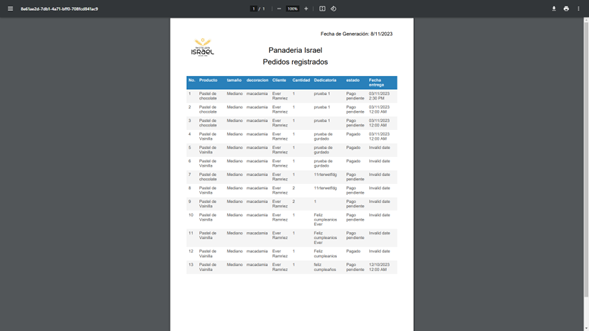 8e61ae2d-7db1-4a71-bff0-7081cd841ac9
1 / 1
100%
Fecha de Generación: 8/11/2023
ISRAEL
Panaderia Israel
Pedidos registrados
No. Producto tamaño decoracion Cliente Cantidad Dedicatoria estado Fecha
entrega
1 Pastel de Mediano macadamia Ever 1 prueba 1 Pago 03/11/2023
chocolate Ramirez pendiente 2:30 PM
2 Pastel de Mediano macadamia Ever 1 prueba 1 Pago 03/11/2023
chocolate Ramirez pendiente 12:00 AM
3 Pastel de Mediano macadamia Ever 1 prueba 1 Pago 03/11/2023
chocolate Ramirez pendiente 12:00 AM
4 Pastel de Mediano macadamia Ever 1 prueba de Pagado 03/11/2023
Vainilla Ramirez gurdado 12:00 AM
5 Pastel de Mediano macadamia Ever 1 prueba de Pagado Invalid date
Vainilla Ramirez gurdado
6 Pastel de Mediano macadamia Ever 1 prueba de Pagado Invalid date
Vainilla Ramirez gurdado
7 Pastel de Mediano macadamia Ever 1 Pago Invalid date
chocolate Ramirez pendiente
8 Pastel de Mediano macadamia Ever 2 Pago Invalid date
Vainilla Ramirez pendiente
9 Pastel de Mediano macadamia Ever 2 1 Pago Invalid date
Vainilla Ramirez pendiente
10 Pastel de Mediano macadamia Ever 1 Feliz Pago Invalid date
Vainilla Ramirez cumpleanos pendiente
Ever
11 Pastel de Mediano macadamia Ever 1 Feliz Pago Invalid date
Vainilla Ramirez cumpleanos pendiente
Ever
12 Pastel de Mediano macadamia Ever 1 Feliz Pagado Invalid date
Vainilla Ramirez cumpleanos
13 Pastel de Mediano macadamia Ever 1 feliz Pago 12/10/2023
Vainilla Ramirez cumpleaños pendiente 12:00 AM